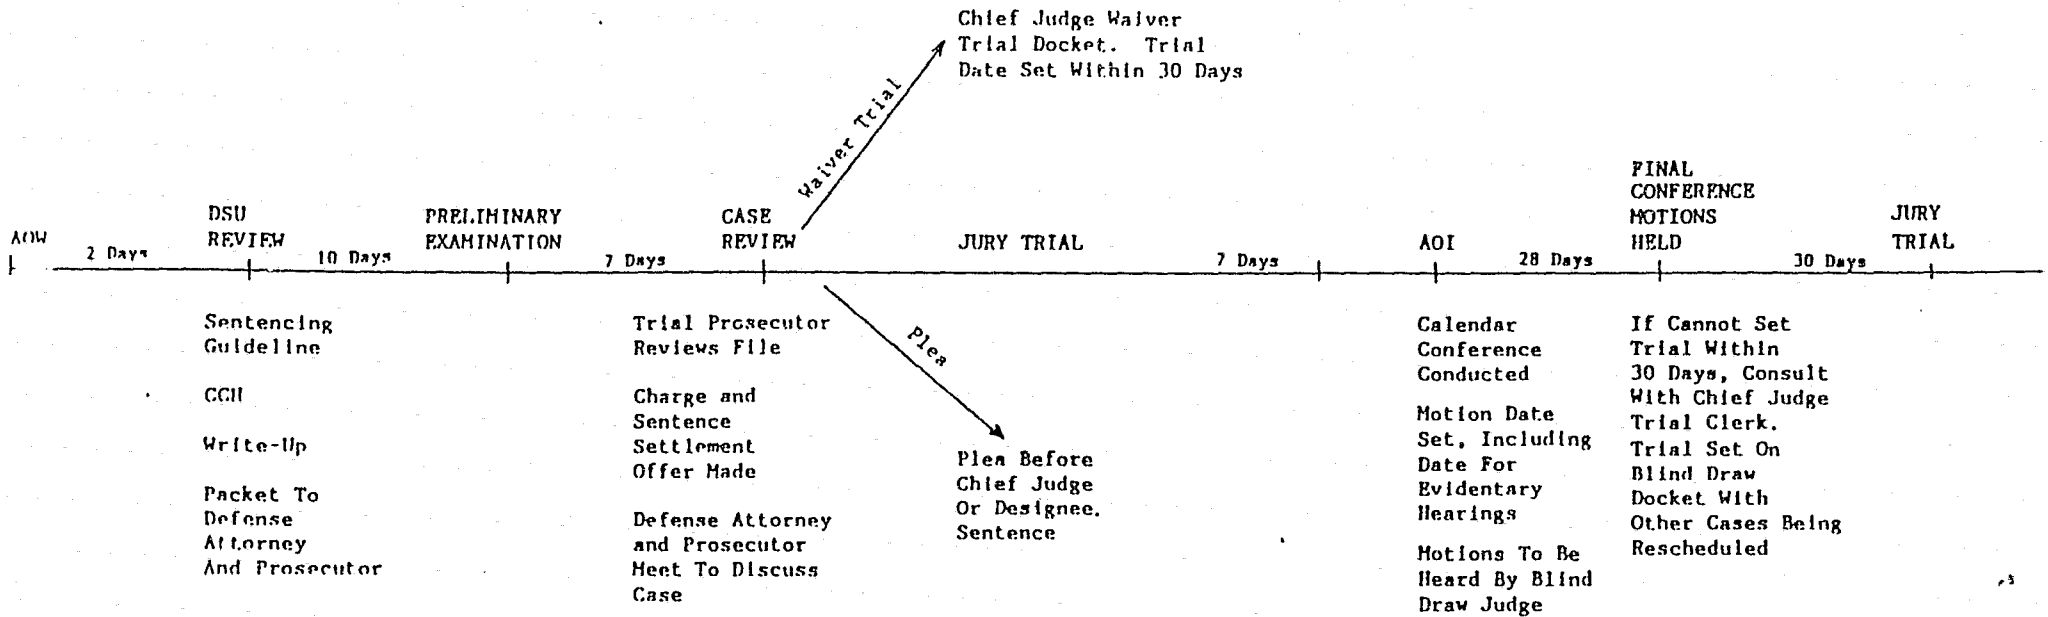 Chief Judge Waiver
Trial Docket. Trial
Date Set Within 30 Days
Waiver Trial
AOW
2 Days
DSU
REVIEW
10 Days
PRELIMINARY
EXAMINATION
7 Days
CASE
REVIEW
JURY TRIAL
7 Days
AOI
28 Days
FINAL
CONFERENCE
MOTIONS
HELD
30 Days
JURY
TRIAL
Sentencing
Guideline
CCH
Write-Up
Packet To
Defense
Attorney
And Prosecutor
Trial Prosecutor
Reviews File
Charge and
Sentence
Settlement
Offer Made
Defense Attorney
and Prosecutor
Meet To Discuss
Case
Plea
Plea Before
Chief Judge
Or Designee.
Sentence
Calendar
Conference
Conducted
Motion Date
Set, Including
Date For
Evidentary
Hearings
Motions To Be
Heard By Blind
Draw Judge
If Cannot Set
Trial Within
30 Days, Consult
With Chief Judge
Trial Clerk.
Trial Set On
Blind Draw
Docket With
Other Cases Being
Rescheduled